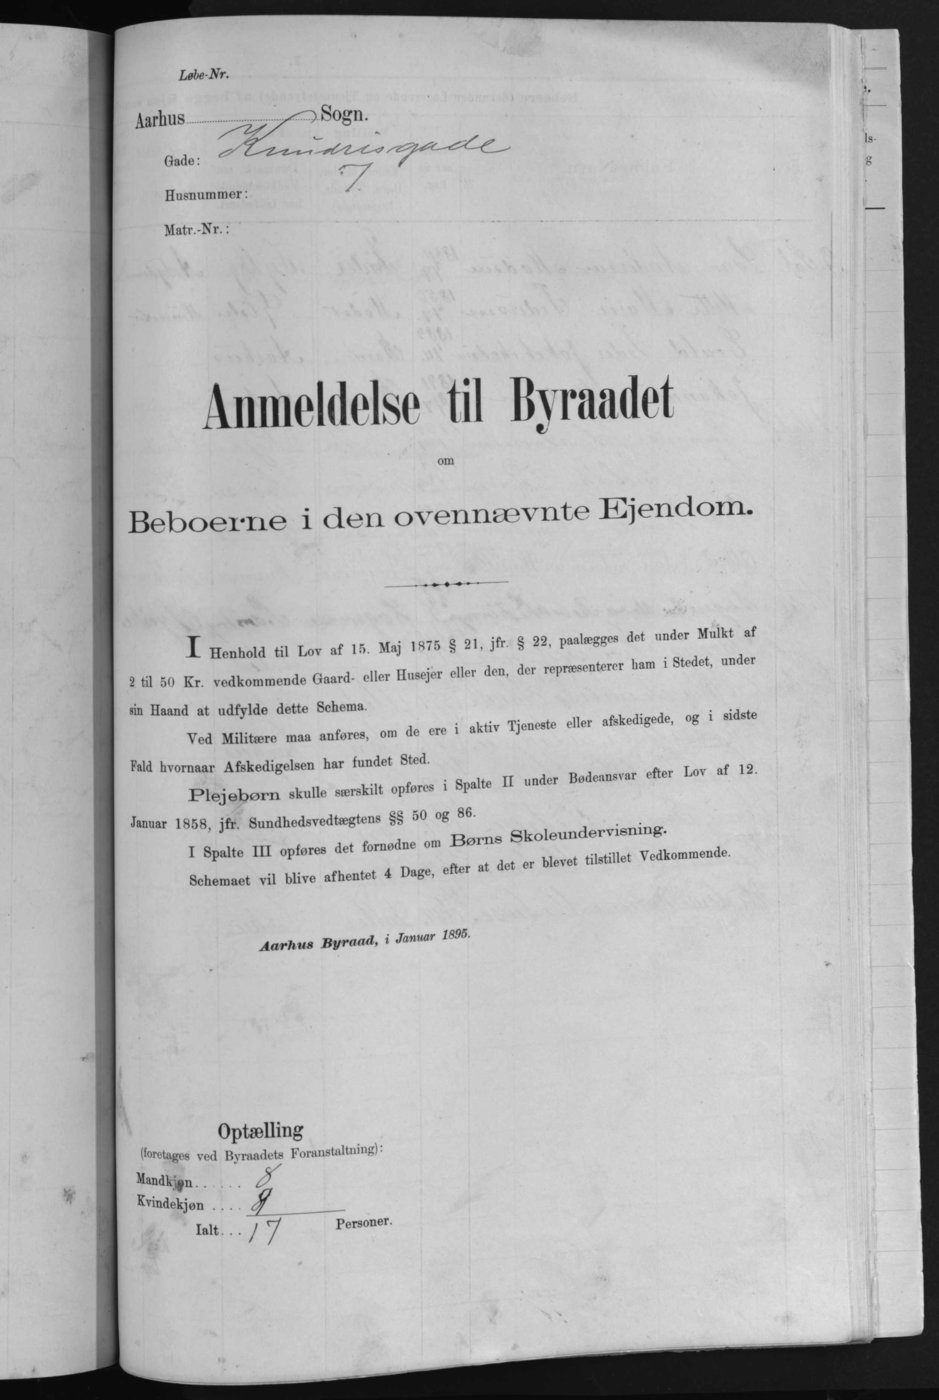 Løbe-Nr.
Aarhus Sogn.
Gade: Knudrisgade
Husnummer: 7.
Matr.-Nr.:
Anmeldelse til Byraadet
om
Beboerne i den ovennævnte Ejendom.
I Henhold til Lov af 15. Maj 1875 § 21, jfr. § 22, paalægges det under Mulkt af
2 til 50 Kr. vedkommende Gaard- eller Husejer eller den, der repræsenterer ham i Stedet, under
sin Haand at udfylde dette Schema.
Ved Militære maa anføres, om de ere i aktiv Tjeneste eller afskedigede, og i sidste
Fald hvornaar Afskedigelsen har fundet Sted.
Plejebørn skulle særskilt opføres i Spalte II under Bødeansvar efter Lov af 12.
Januar 1858, jfr. Sundhedsvedtægtens §§ 50 og 86.
I Spalte III opføres det fornødne om Børns Skoleundervisning.
Schemaet vil blive afhentet 4 Dage, efter at det er blevet tilstillet Vedkommende.
Aarhus Byraad, i Januar 1895.
Optælling
(foretages ved Byraadets Foranstaltning):
Mandkjøn...... 8
Kvindekjøn .... 9
Ialt... 17 Personer.